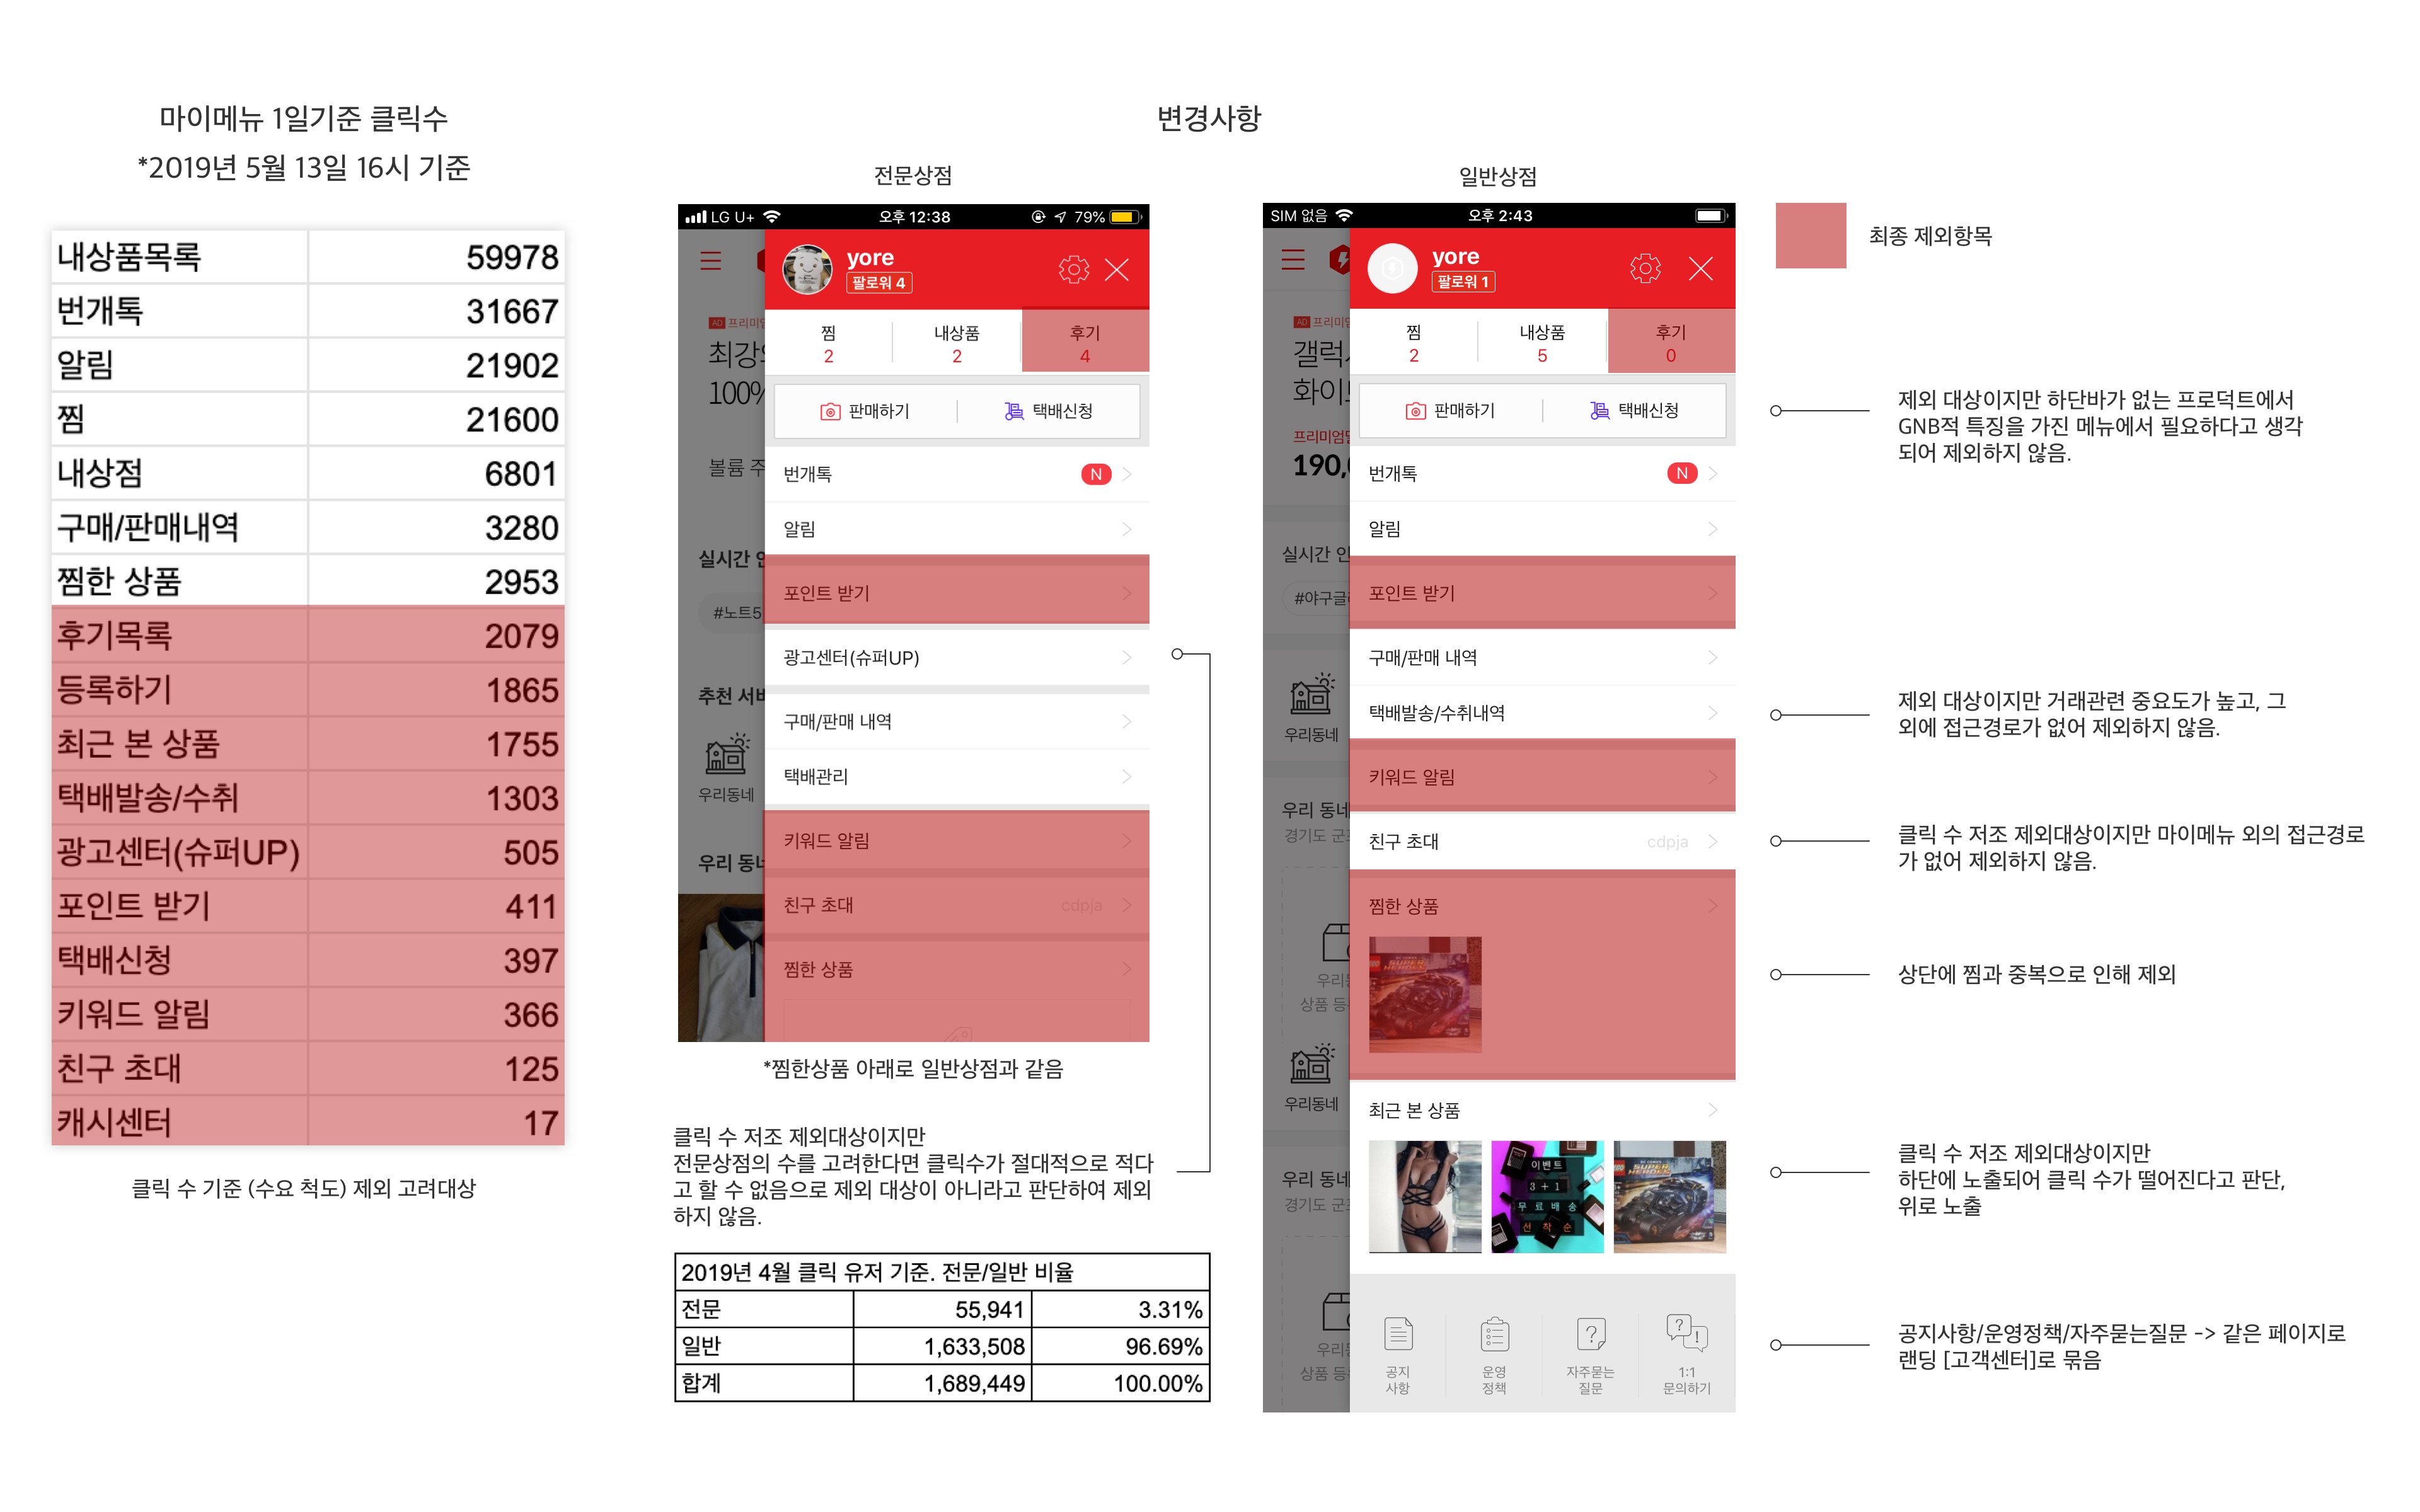 마이메뉴 1일기준 클릭수
*2019년 5월 13일 16시 기준
내상품목록 59978
번개톡 31667
알림 21902
찜 21600
내상점 6801
구매/판매내역 3280
찜한 상품 2953
후기목록 2079
등록하기 1865
최근 본 상품 1755
택배발송/수취 1303
광고센터(슈퍼UP) 505
포인트 받기 411
택배신청 397
키워드 알림 366
친구 초대 125
캐시센터 17
클릭 수 기준 (수요 척도) 제외 고려대상
변경사항
전문상점
LG U+ 오후 12:38 79%
yore
팔로워 4
AD 프리미엄
찜 내상품 후기
2 2 4
100%
판매하기 택배신청
볼륨 주
번개톡 N
알림
실시간 인
포인트 받기
#노트5
광고센터(슈퍼UP)
추천 서비
구매/판매 내역
택배관리
우리동네
키워드 알림
우리 동네
친구 초대 cdpja
찜한 상품
*찜한상품 아래로 일반상점과 같음
클릭 수 저조 제외대상이지만
전문상점의 수를 고려한다면 클릭수가 절대적으로 적다
고 할 수 없음으로 제외 대상이 아니라고 판단하여 제외
하지 않음.
2019년 4월 클릭 유저 기준. 전문/일반 비율
전문 55,941 3.31%
일반 1,633,508 96.69%
합계 1,689,449 100.00%
일반상점
SIM 없음 오후 2:43
yore
팔로워 1
AD 프리미엄
찜 내상품 후기
2 5 0
판매하기 택배신청
190,
번개톡 N
알림
실시간 인
포인트 받기
#야구글
구매/판매 내역
택배발송/수취내역
우리동네
키워드 알림
우리 동네
경기도 군
친구 초대 cdpja
찜한 상품
SUPER HEROES
우리동
상품 등
우리동네
최근 본 상품
이벤트
3 + 1
무료배송
선착순
SUPER HEROES
우리 동네
경기도 군
우리동
상품 등
공지
사항
운영
정책
자주묻는
질문
1:1
문의하기
최종 제외항목
제외 대상이지만 하단바가 없는 프로덕트에서
GNB적 특징을 가진 메뉴에서 필요하다고 생각
되어 제외하지 않음.
제외 대상이지만 거래관련 중요도가 높고, 그
외에 접근경로가 없어 제외하지 않음.
클릭 수 저조 제외대상이지만 마이메뉴 외의 접근경로
가 없어 제외하지 않음.
상단에 찜과 중복으로 인해 제외
클릭 수 저조 제외대상이지만
하단에 노출되어 클릭 수가 떨어진다고 판단,
위로 노출
공지사항/운영정책/자주묻는질문 -> 같은 페이지로
랜딩 [고객센터]로 묶음